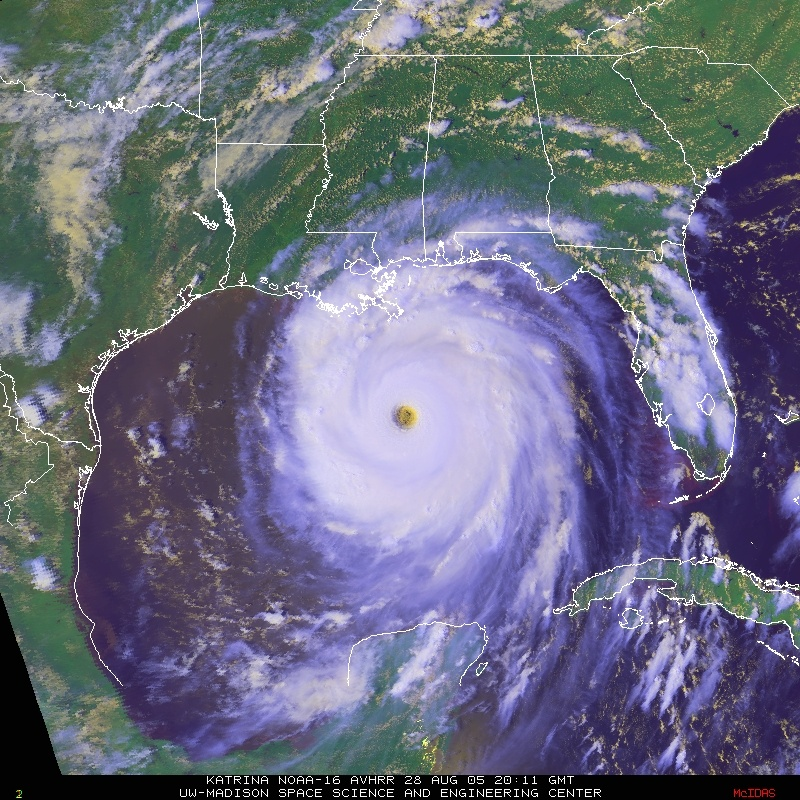 KATRINA NOAA-16 AVHRR 28 AUG 05 20:11 GMT
2 UW-MADISON SPACE SCIENCE AND ENGINEERING CENTER McIDAS